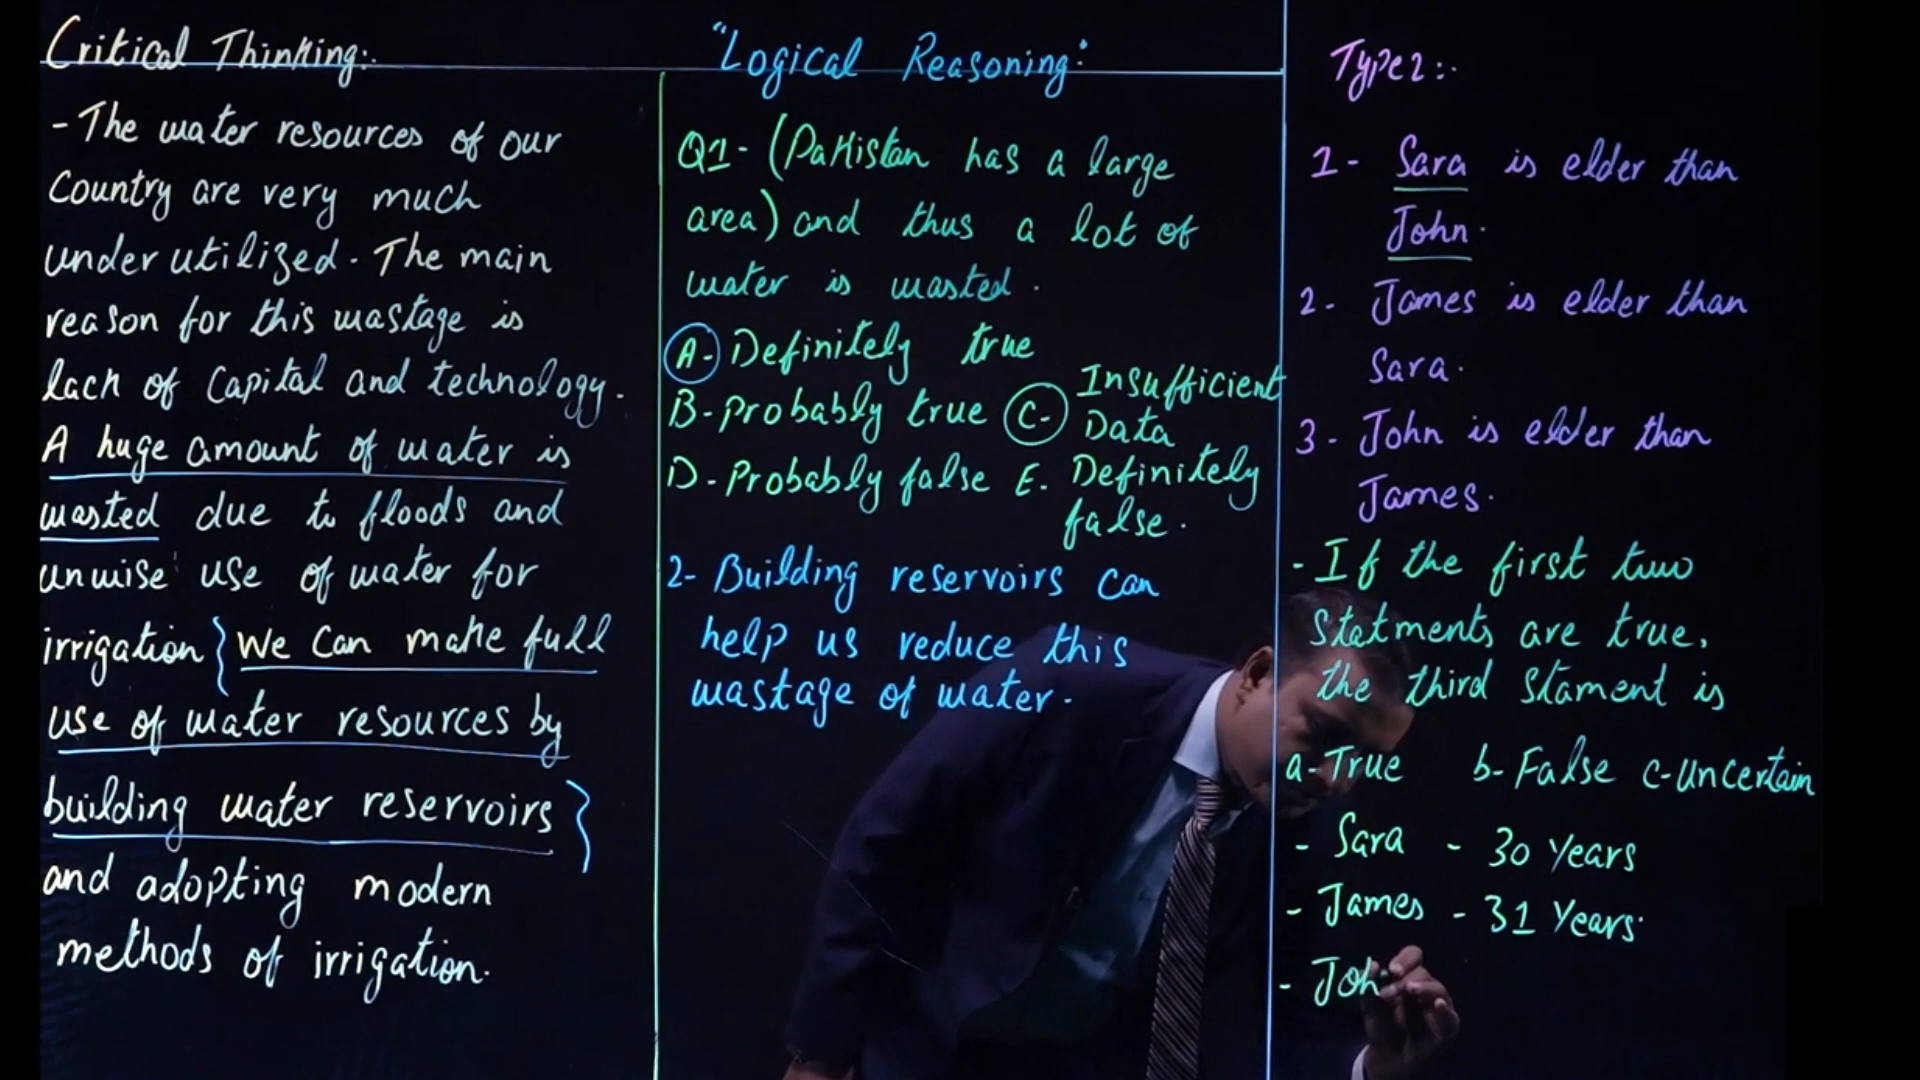 Critical Thinking:.
- The water resources of our
Country are very much
under utilized. The main
reason for this wastage is
lack of Capital and technology.
A huge amount of water is
wasted due to floods and
unwise use of water for
irrigation} We Can make full
use of water resources by
building water reservoirs }
and adopting modern
methods of irrigation.
"Logical Reasoning:
Q1- (Pakistan has a large
area) and thus a lot of
water is wasted.
A- Definitely true
B- Probably true C- Insufficient
Data
D- Probably false E. Definitely
false.
2- Building reservoirs can
help us reduce this
wastage of water.
Type 2:.
1- Sara is elder than
John.
2- James is elder than
Sara.
3- John is elder than
James.
- If the first two
Statments are true,
the third Stament is
a- True b- False c- Uncertain
- Sara - 30 Years
- James - 31 Years.
- Joh